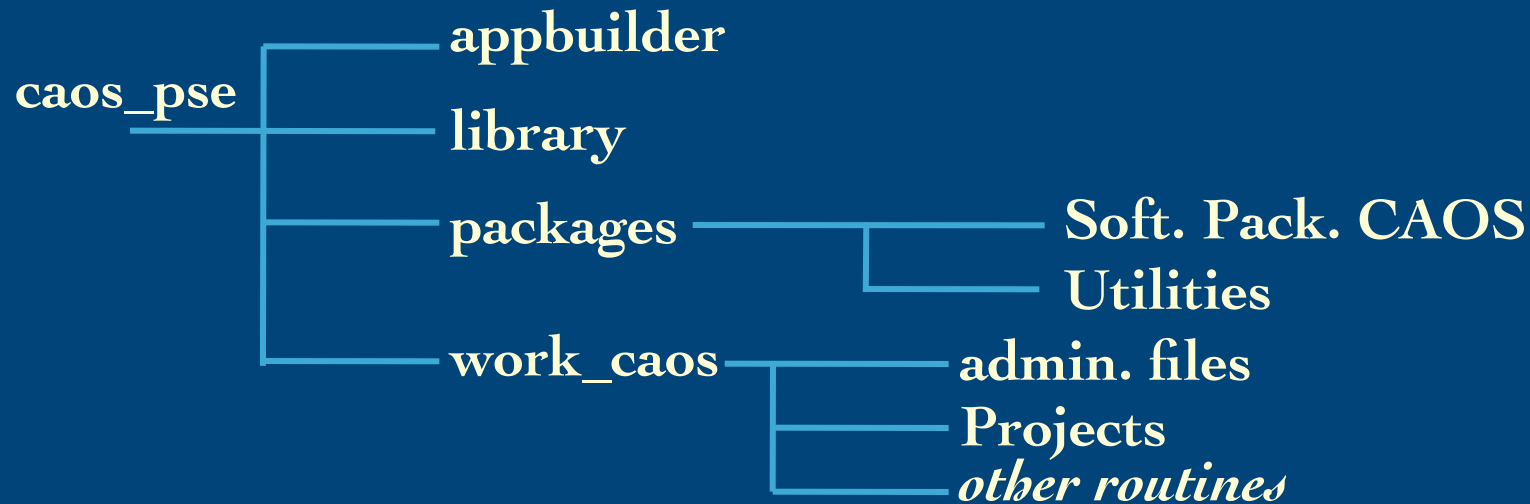 appbuilder
caos_pse
library
packages
Soft. Pack. CAOS
Utilities
work_caos
admin. files
Projects
other routines